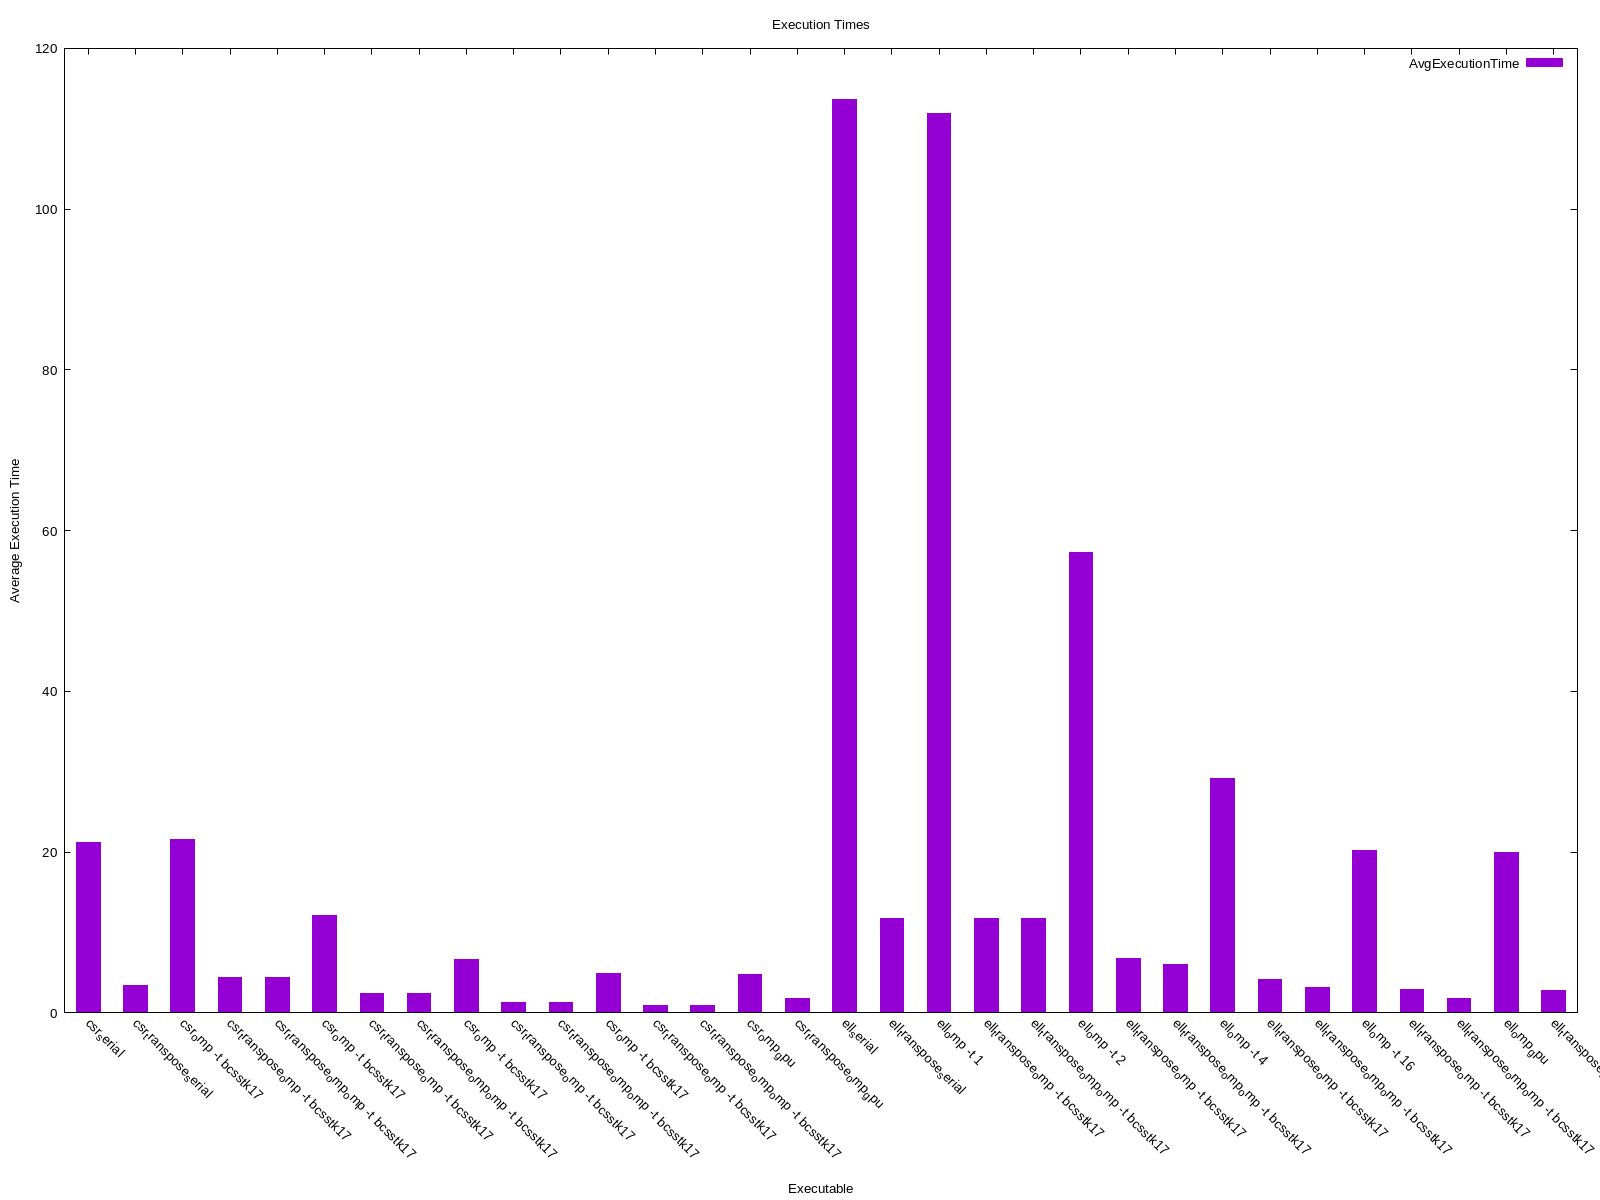 Execution Times
AvgExecutionTime
120
100
80
60
40
20
0
Average Execution Time
csr_serial
csr_transpose_serial
csr_omp -t bcsstk17
csr_transpose_omp -t bcsstk17
csr_transpose_omp_omp -t bcsstk17
csr_omp -t bcsstk17
csr_transpose_omp -t bcsstk17
csr_transpose_omp_omp -t bcsstk17
csr_omp -t bcsstk17
csr_transpose_omp -t bcsstk17
csr_transpose_omp_omp -t bcsstk17
csr_omp -t bcsstk17
csr_transpose_omp -t bcsstk17
csr_transpose_omp_omp -t bcsstk17
csr_omp_gpu
csr_transpose_omp_gpu
ell_serial
ell_transpose_serial
ell_omp -t 1
ell_transpose_omp -t bcsstk17
ell_transpose_omp_omp -t bcsstk17
ell_omp -t 2
ell_transpose_omp -t bcsstk17
ell_transpose_omp_omp -t bcsstk17
ell_omp -t 4
ell_transpose_omp -t bcsstk17
ell_transpose_omp_omp -t bcsstk17
ell_omp -t 16
ell_transpose_omp -t bcsstk17
ell_transpose_omp_omp -t bcsstk17
ell_omp_gpu
ell_transpose
Executable